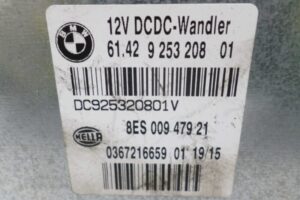 BMW
12V DCDC-Wandler
61.42 9 253 208 01
DC925320801V
HELLA
8ES 009 479 21
0367216659 01 19/15